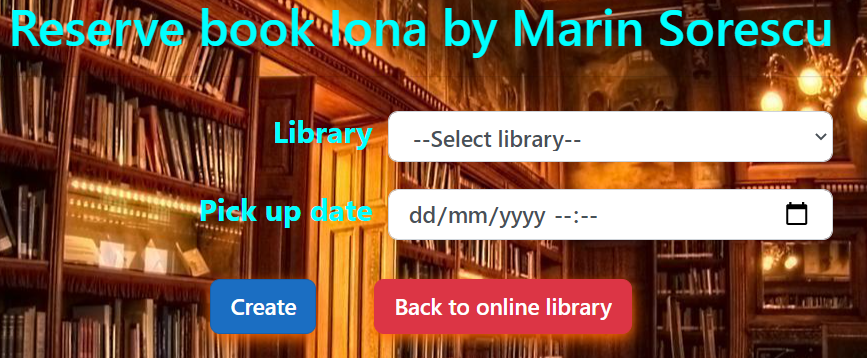 Reserve book Iona by Marin Sorescu
Library --Select library--
Pick up date dd/mm/yyyy --:--
Create Back to online library